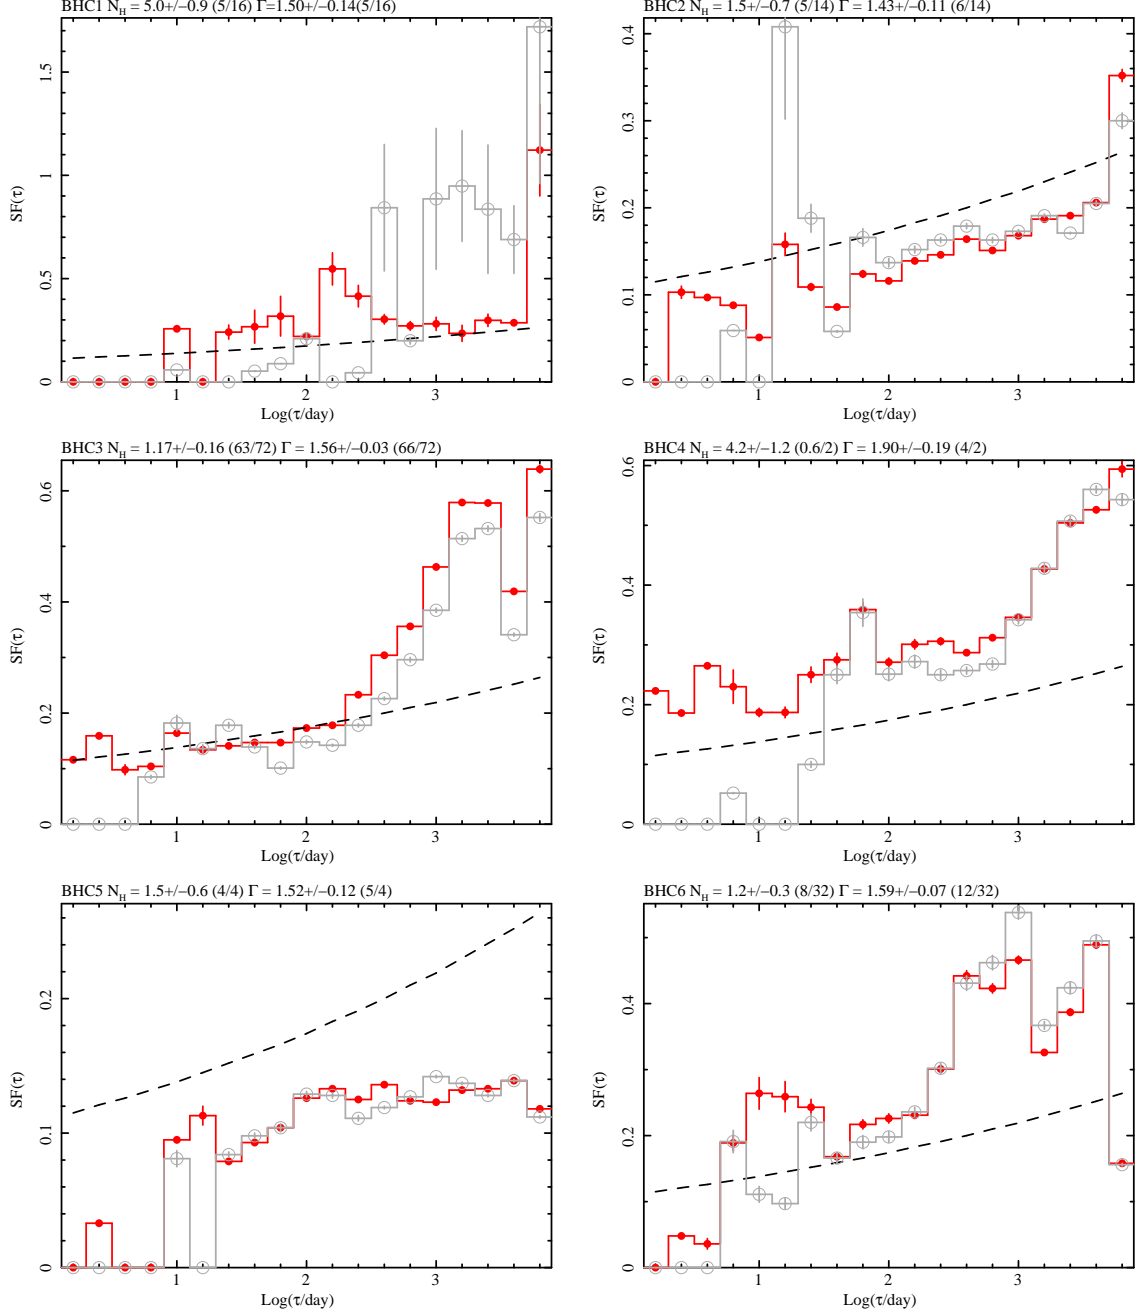 BHC1 N_H = 5.0+/−0.9 (5/16) Γ=1.50+/−0.14(5/16)
SF(τ)
0 0.5 1 1.5
1 2 3
Log(τ/day)
BHC2 N_H = 1.5+/−0.7 (5/14) Γ = 1.43+/−0.11 (6/14)
SF(τ)
0 0.1 0.2 0.3 0.4
1 2 3
Log(τ/day)
BHC3 N_H = 1.17+/−0.16 (63/72) Γ = 1.56+/−0.03 (66/72)
SF(τ)
0 0.2 0.4 0.6
1 2 3
Log(τ/day)
BHC4 N_H = 4.2+/−1.2 (0.6/2) Γ = 1.90+/−0.19 (4/2)
SF(τ)
0 0.2 0.4 0.6
1 2 3
Log(τ/day)
BHC5 N_H = 1.5+/−0.6 (4/4) Γ = 1.52+/−0.12 (5/4)
SF(τ)
0 0.1 0.2
1 2 3
Log(τ/day)
BHC6 N_H = 1.2+/−0.3 (8/32) Γ = 1.59+/−0.07 (12/32)
SF(τ)
0 0.2 0.4
1 2 3
Log(τ/day)